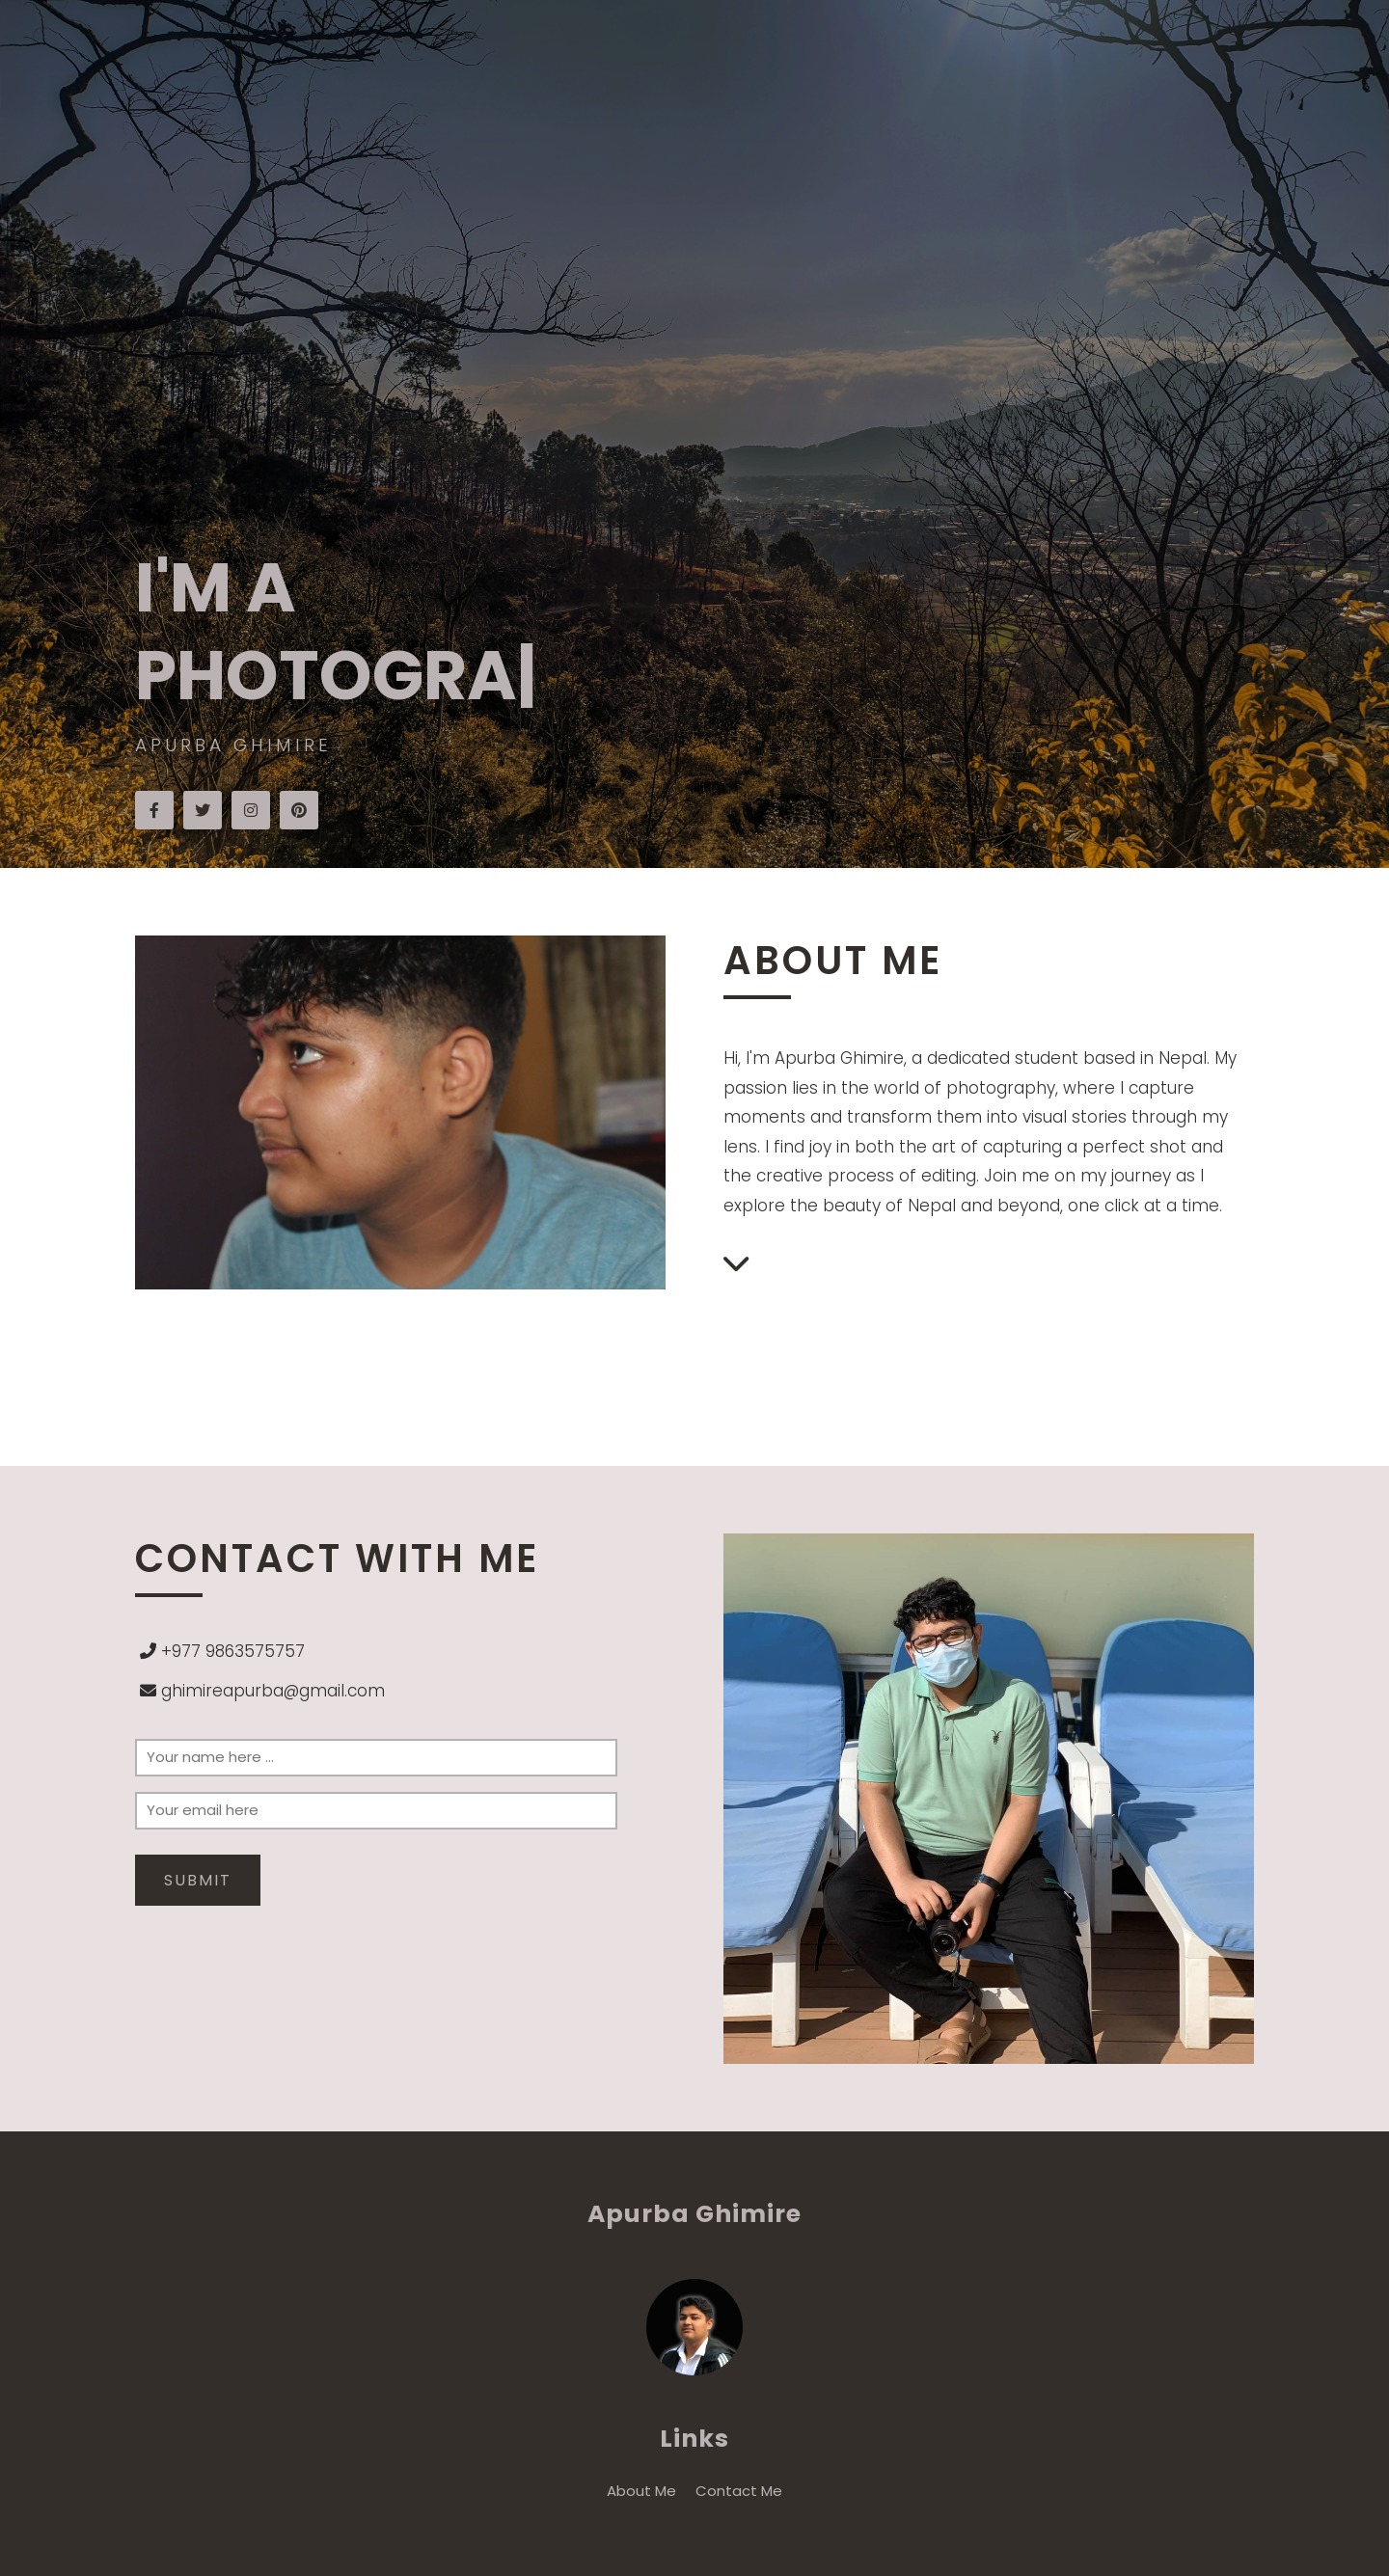 I'M A
PHOTOGRA|
APURBA GHIMIRE
ABOUT ME
Hi, I'm Apurba Ghimire, a dedicated student based in Nepal. My
passion lies in the world of photography, where I capture
moments and transform them into visual stories through my
lens. I find joy in both the art of capturing a perfect shot and
the creative process of editing. Join me on my journey as I
explore the beauty of Nepal and beyond, one click at a time.
CONTACT WITH ME
+977 9863575757
ghimireapurba@gmail.com
Your name here ...
Your email here
SUBMIT
Apurba Ghimire
Links
About Me Contact Me